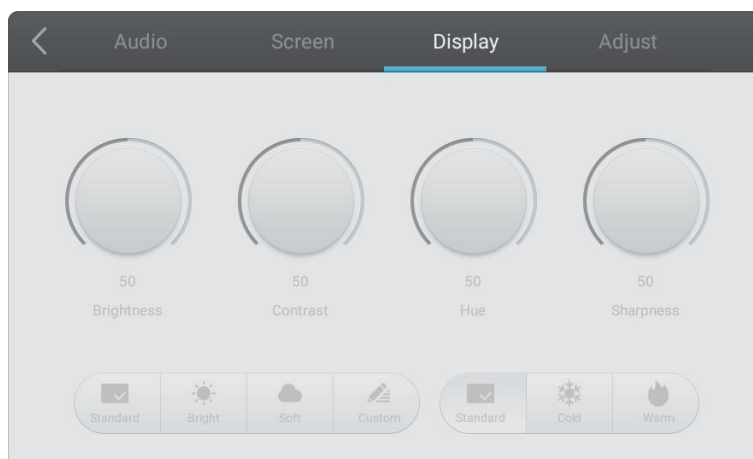 Audio Screen Display Adjust
50 50 50 50
Brightness Contrast Hue Sharpness
Standard Bright Soft Custom Standard Cold Warm